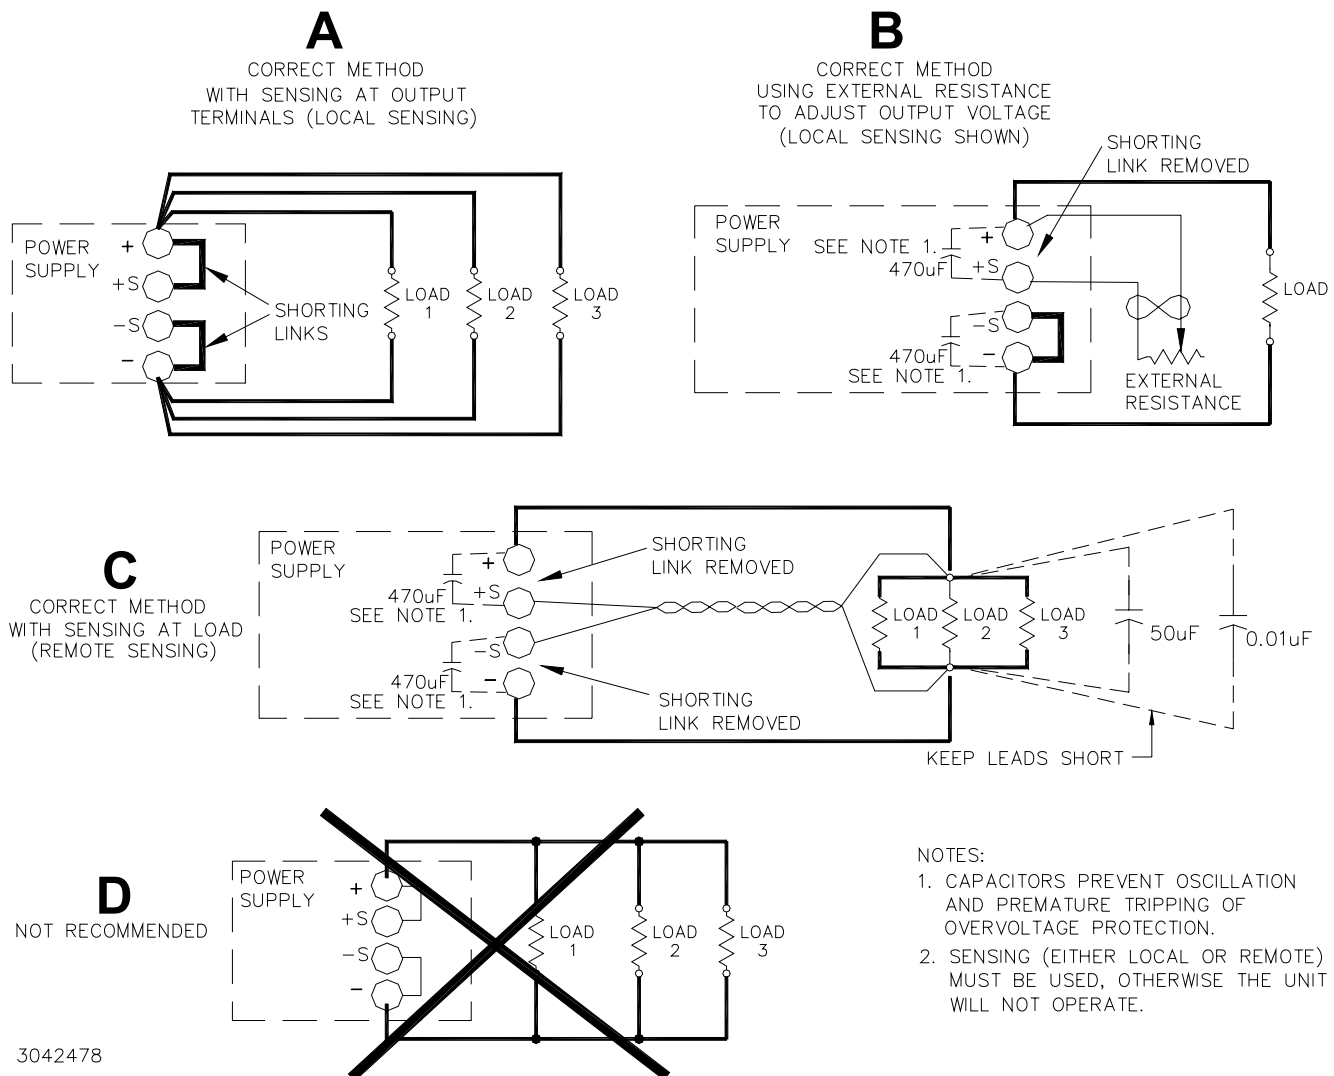 A
CORRECT METHOD
WITH SENSING AT OUTPUT
TERMINALS (LOCAL SENSING)
POWER
SUPPLY
+
+S
-S
-
SHORTING
LINKS
LOAD
1
LOAD
2
LOAD
3
B
CORRECT METHOD
USING EXTERNAL RESISTANCE
TO ADJUST OUTPUT VOLTAGE
(LOCAL SENSING SHOWN)
SHORTING
LINK REMOVED
POWER
SUPPLY
SEE NOTE 1.
470uF
+
+S
-S
-
470uF
SEE NOTE 1.
EXTERNAL
RESISTANCE
LOAD
C
CORRECT METHOD
WITH SENSING AT LOAD
(REMOTE SENSING)
POWER
SUPPLY
+
470uF
+S
SEE NOTE 1.
-S
470uF
-
SEE NOTE 1.
SHORTING
LINK REMOVED
SHORTING
LINK REMOVED
LOAD
1
LOAD
2
LOAD
3
50uF
0.01uF
KEEP LEADS SHORT
D
NOT RECOMMENDED
POWER
SUPPLY
+
+S
-S
-
LOAD
1
LOAD
2
LOAD
3
NOTES:
1. CAPACITORS PREVENT OSCILLATION
AND PREMATURE TRIPPING OF
OVERVOLTAGE PROTECTION.
2. SENSING (EITHER LOCAL OR REMOTE)
MUST BE USED, OTHERWISE THE UNIT
WILL NOT OPERATE.
3042478